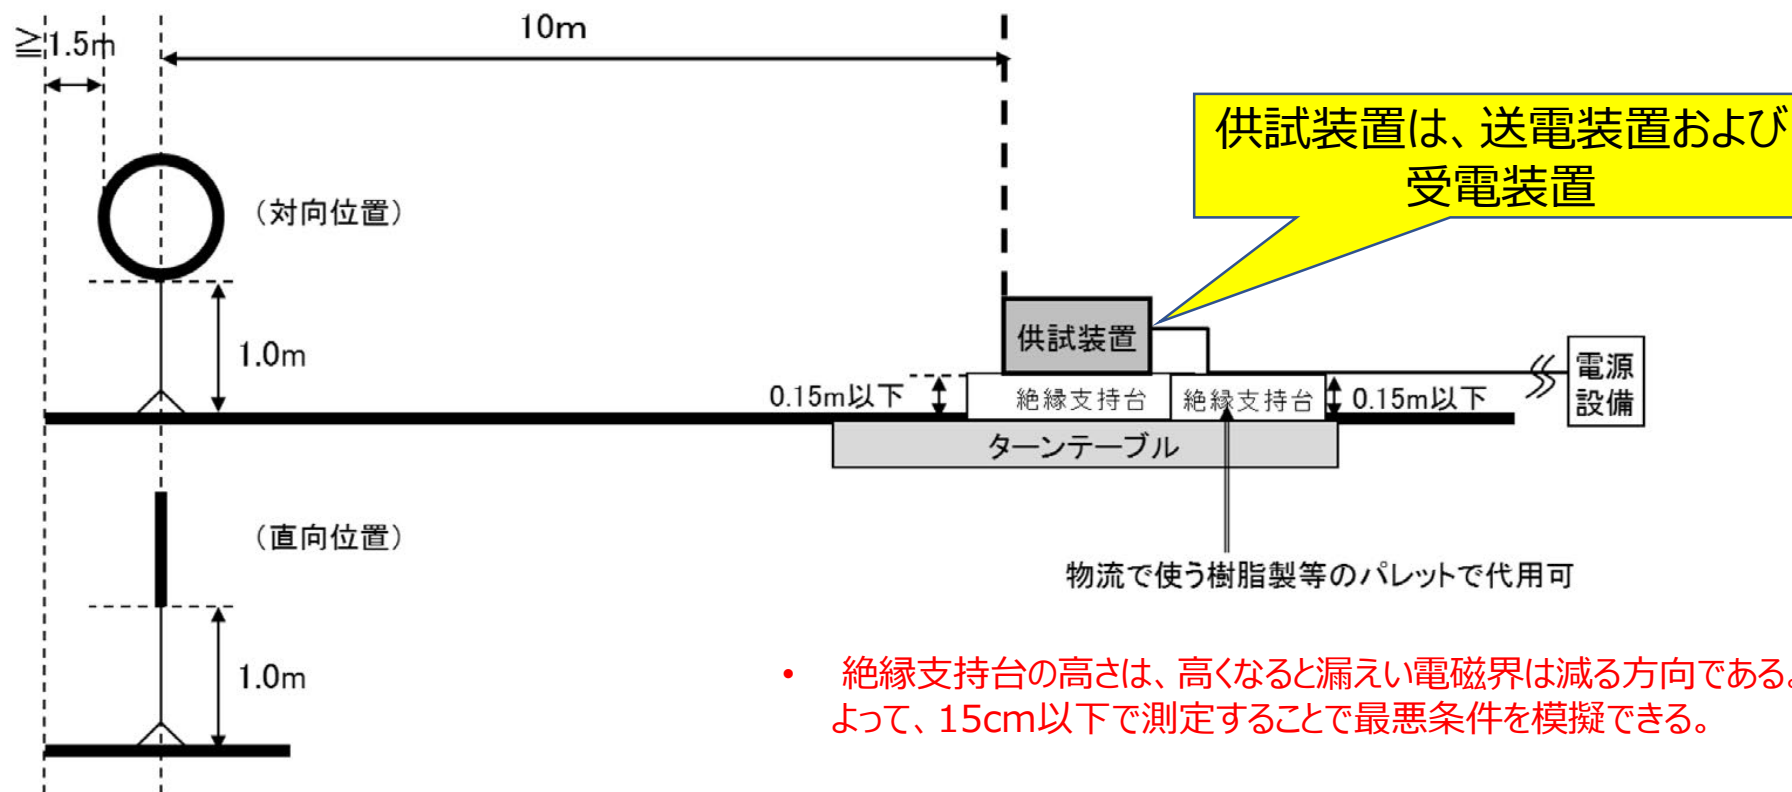 ≧1.5m
10m
供試装置は、送電装置および
受電装置
（対向位置）
1.0m
供試装置
0.15m以下
絶縁支持台
絶縁支持台
0.15m以下
電源
設備
ターンテーブル
（直向位置）
物流で使う樹脂製等のパレットで代用可
1.0m
• 絶縁支持台の高さは、高くなると漏えい電磁界は減る方向である。
よって、15cm以下で測定することで最悪条件を模擬できる。